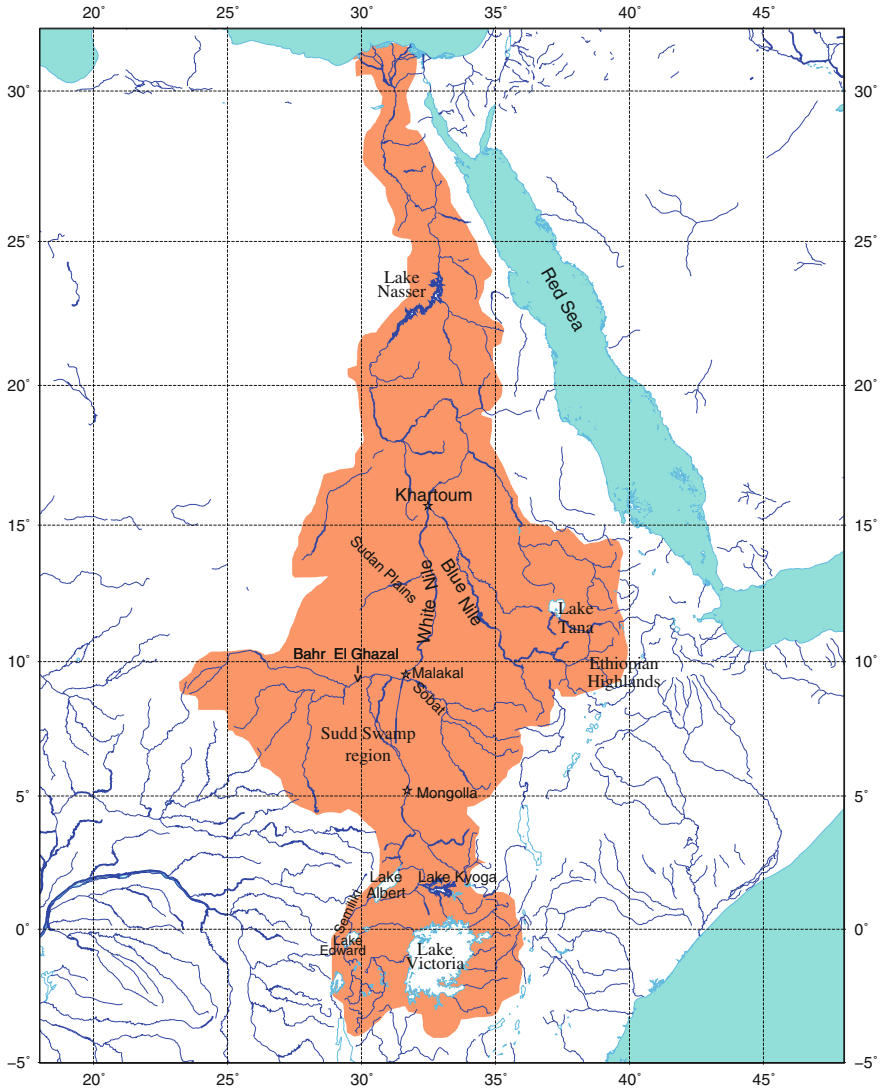 20° 25° 30° 35° 40° 45°
30° 30°
25° 25°
Lake
Nasser
Red Sea
20° 20°
Khartoum
15° 15°
Sudan Plains
White Nile
Blue Nile
Lake
Tana
10° 10°
Bahr El Ghazal
Malakal
Ethiopian
Highlands
Sobat
Sudd Swamp
region
5° 5°
Mongolla
Lake
Albert
Lake Kyoga
Semiliki
0° 0°
Lake
Edward
Lake
Victoria
−5° −5°
20° 25° 30° 35° 40° 45°